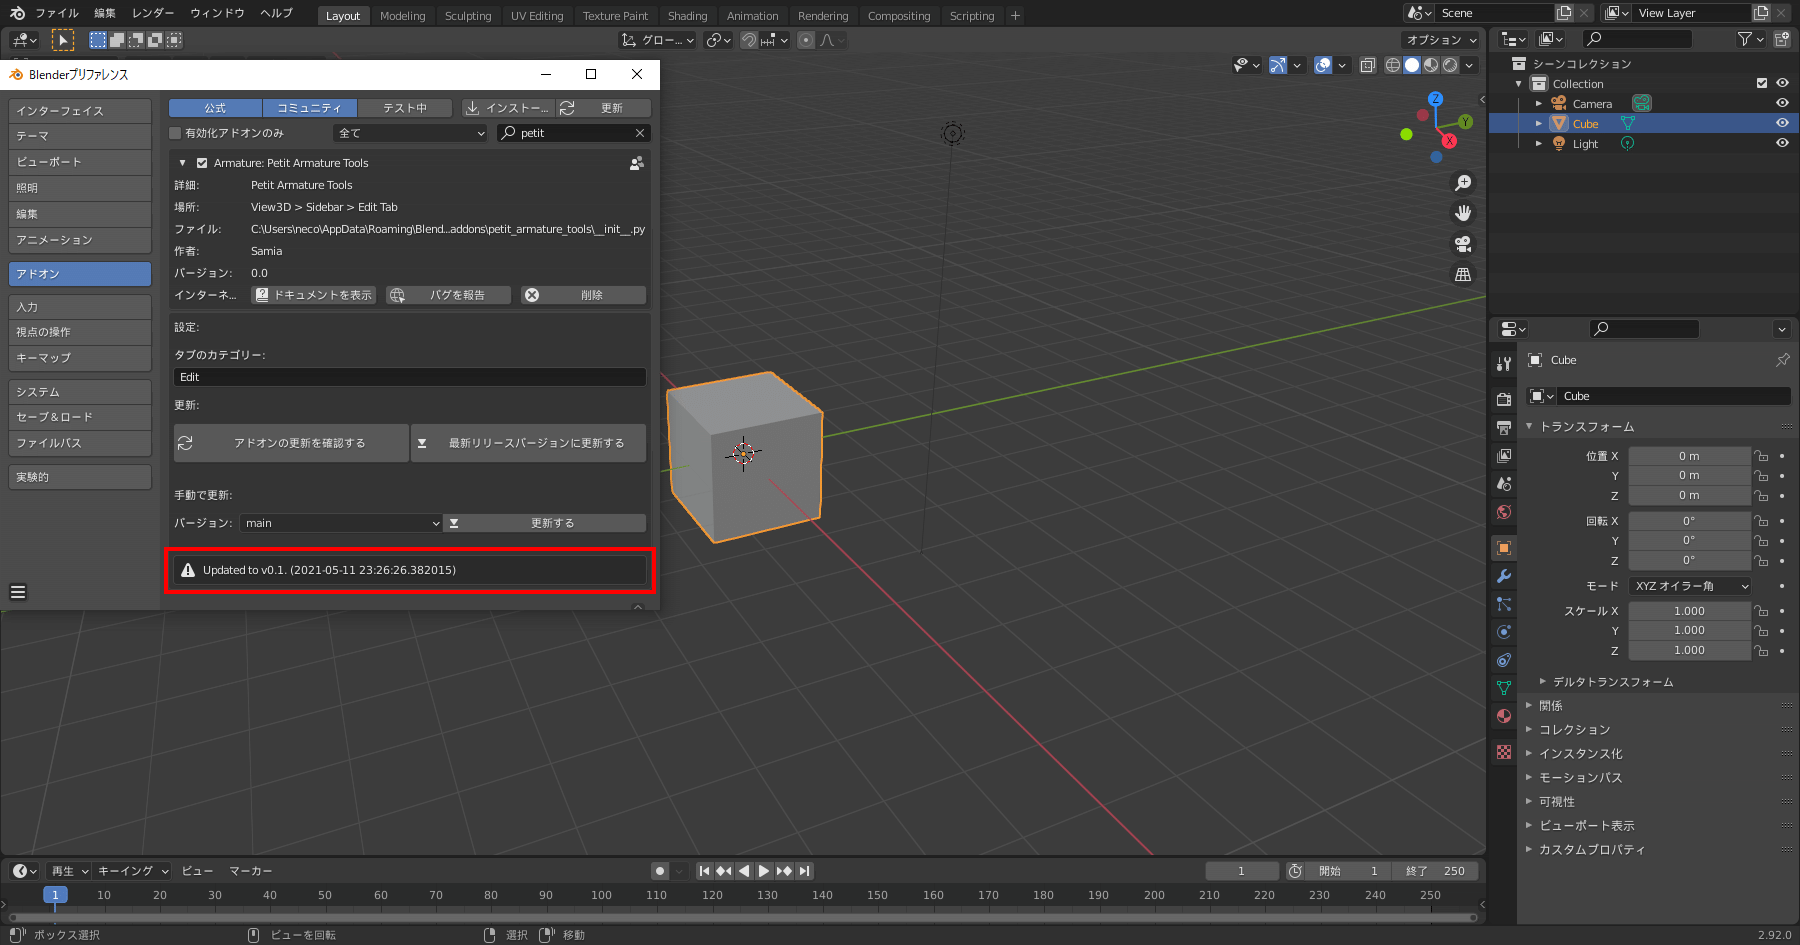 ファイル 編集 レンダー ウィンドウ ヘルプ Layout Modeling Sculpting UV Editing Texture Paint Shading Animation Rendering Compositing Scripting + Scene View Layer
グロー... オプション
Blenderプリファレンス
インターフェイス
テーマ
ビューポート
照明
編集
アニメーション
アドオン
入力
視点の操作
キーマップ
システム
セーブ＆ロード
ファイルパス
実験的
公式 コミュニティ テスト中 インストー... 更新
有効化アドオンのみ 全て petit
Armature: Petit Armature Tools
詳細: Petit Armature Tools
場所: View3D > Sidebar > Edit Tab
ファイル: C:\Users\neco\AppData\Roaming\Blend...addons\petit_armature_tools\__init__.py
作者: Samia
バージョン: 0.0
インターネ... ドキュメントを表示 バグを報告 削除
設定:
タブのカテゴリー:
Edit
更新:
アドオンの更新を確認する 最新リリースバージョンに更新する
手動で更新:
バージョン: main 更新する
Updated to v0.1. (2021-05-11 23:26:26.382015)
Z
Y
X
シーンコレクション
Collection
Camera
Cube
Light
Cube
Cube
トランスフォーム
位置 X 0 m
Y 0 m
Z 0 m
回転 X 0°
Y 0°
Z 0°
モード XYZ オイラー角
スケール X 1.000
Y 1.000
Z 1.000
デルタトランスフォーム
関係
コレクション
インスタンス化
モーションパス
可視性
ビューポート表示
カスタムプロパティ
再生 キーイング ビュー マーカー 1 開始 1 終了 250
1 10 20 30 40 50 60 70 80 90 100 110 120 130 140 150 160 170 180 190 200 210 220 230 240 250
ボックス選択 ビューを回転 選択 移動 2.92.0